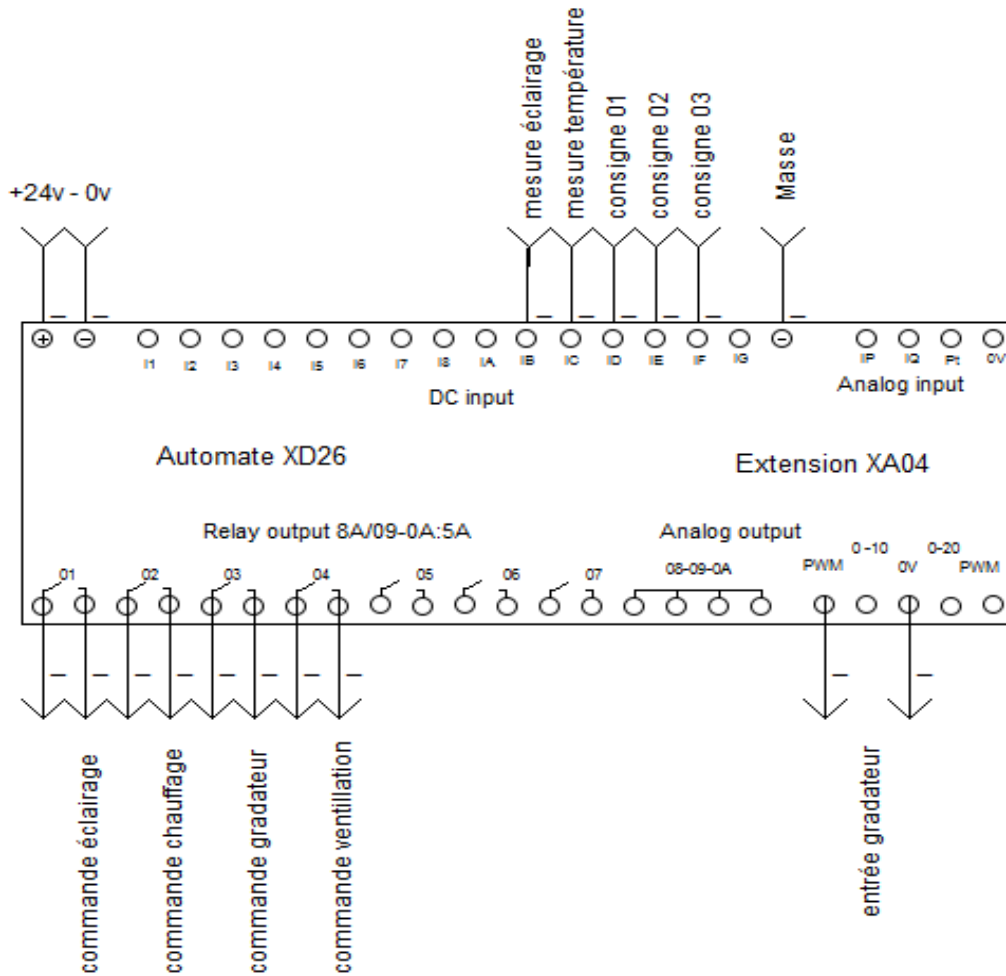 mesure éclairage
mesure température
consigne 01
consigne 02
consigne 03
Masse
+24v - 0v
I1 I2 I3 I4 I5 I6 I7 I8 IA IB IC ID IE IF IG IP IQ Pt 0V
DC input
Analog input
Automate XD26
Extension XA04
Relay output 8A/09-0A:5A
Analog output
01 02 03 04 05 06 07 08-09-0A
PWM 0-10 0V 0-20 PWM
commande éclairage
commande chauffage
commande gradateur
commande ventillation
entrée gradateur